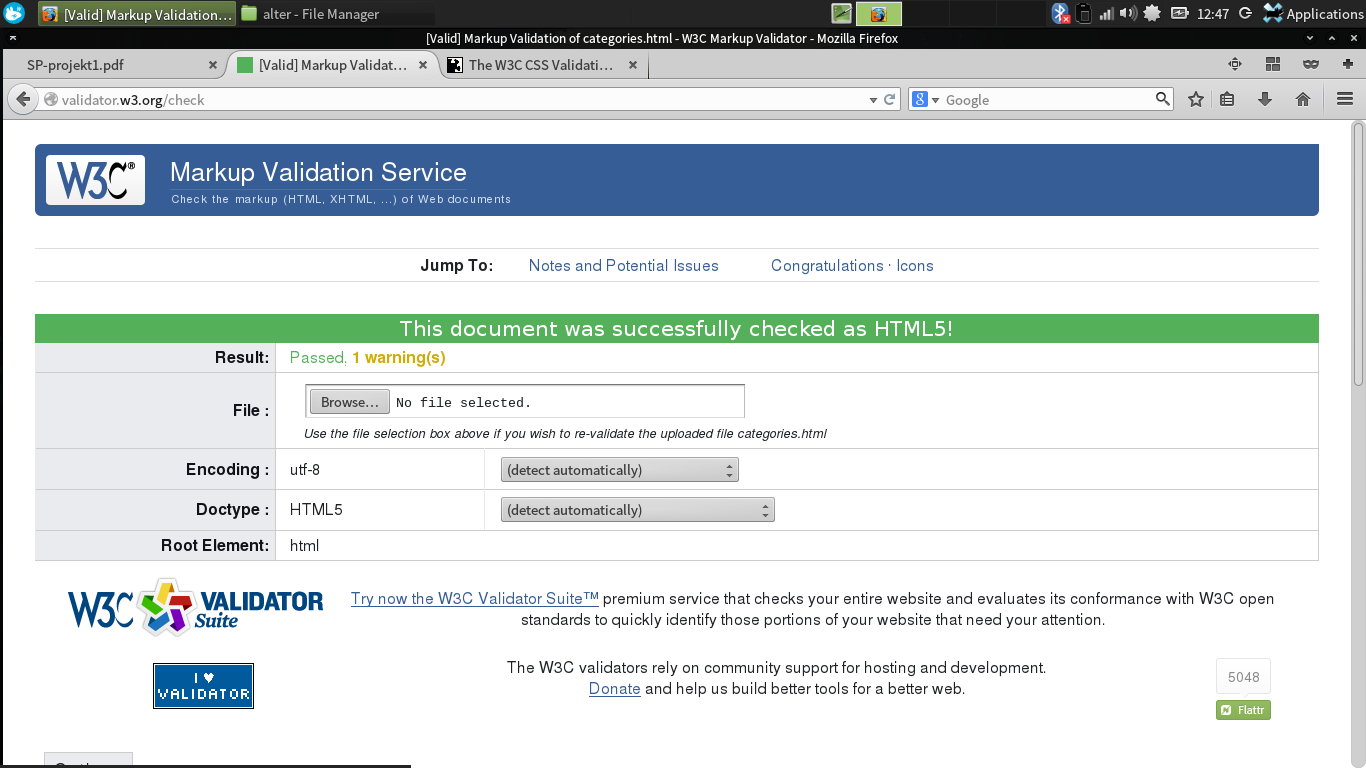 [Valid] Markup Validation... alter - File Manager 12:47 Applications
[Valid] Markup Validation of categories.html - W3C Markup Validator - Mozilla Firefox
SP-projekt1.pdf [Valid] Markup Validat... The W3C CSS Validati...
validator.w3.org/check 8 Google
W3C® Markup Validation Service
Check the markup (HTML, XHTML, ...) of Web documents
Jump To: Notes and Potential Issues Congratulations · Icons
This document was successfully checked as HTML5!
Result: Passed, 1 warning(s)
File : Browse... No file selected.
Use the file selection box above if you wish to re-validate the uploaded file categories.html
Encoding : utf-8 (detect automatically)
Doctype : HTML5 (detect automatically)
Root Element: html
W3C VALIDATOR Suite
Try now the W3C Validator Suite™ premium service that checks your entire website and evaluates its conformance with W3C open
standards to quickly identify those portions of your website that need your attention.
I ♥ VALIDATOR
The W3C validators rely on community support for hosting and development.
Donate and help us build better tools for a better web.
5048
Flattr